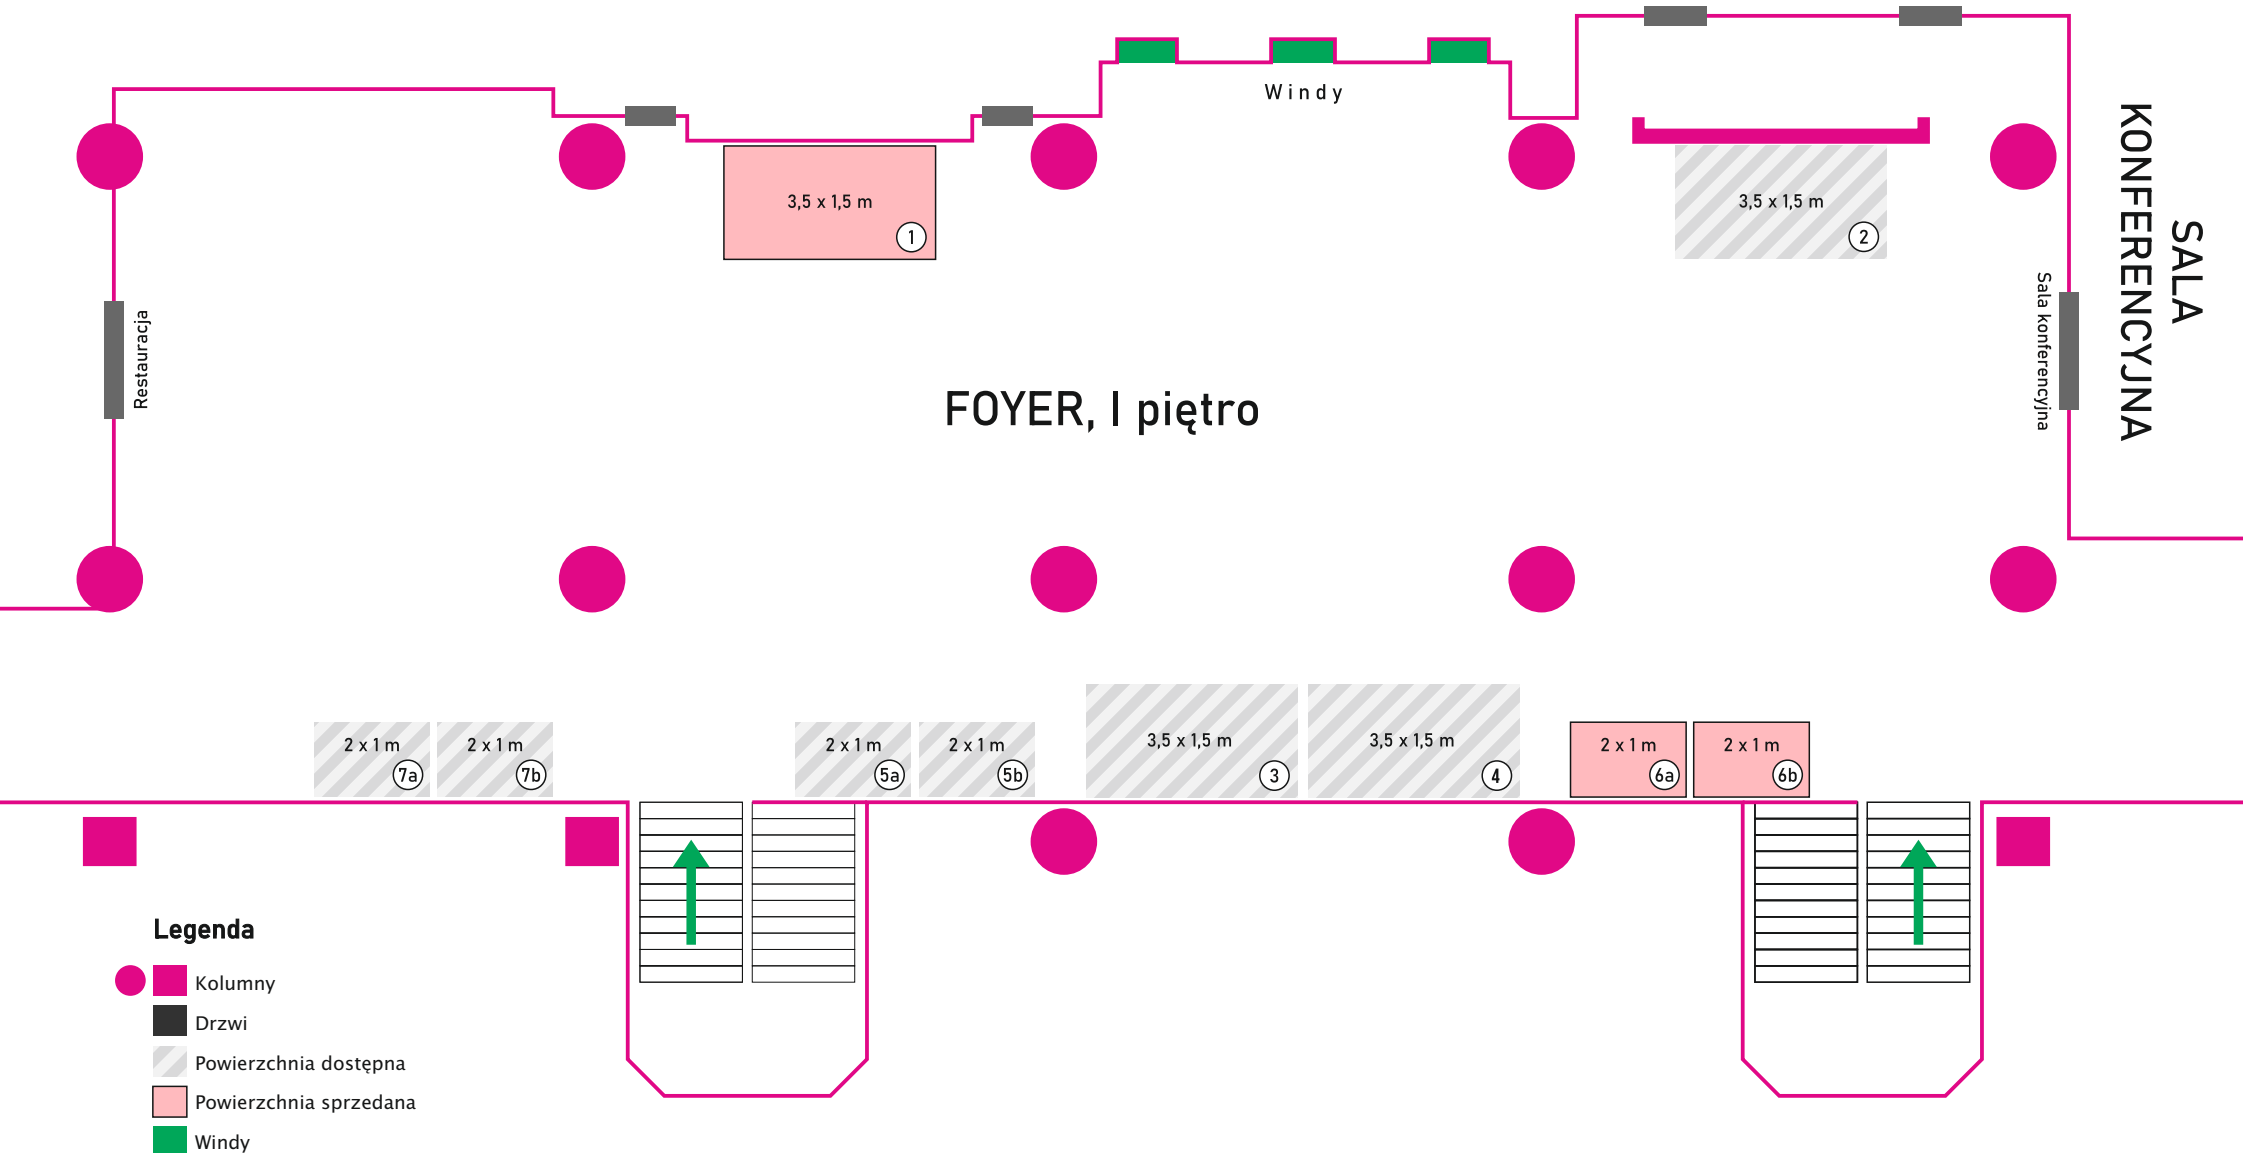 Windy
3,5 x 1,5 m
1
3,5 x 1,5 m
2
SALA
KONFERENCYJNA
Restauracja
Sala konferencyjna
FOYER, I piętro
2 x 1 m
7a
2 x 1 m
7b
2 x 1 m
5a
2 x 1 m
5b
3,5 x 1,5 m
3
3,5 x 1,5 m
4
2 x 1 m
6a
2 x 1 m
6b
Legenda
Kolumny
Drzwi
Powierzchnia dostępna
Powierzchnia sprzedana
Windy